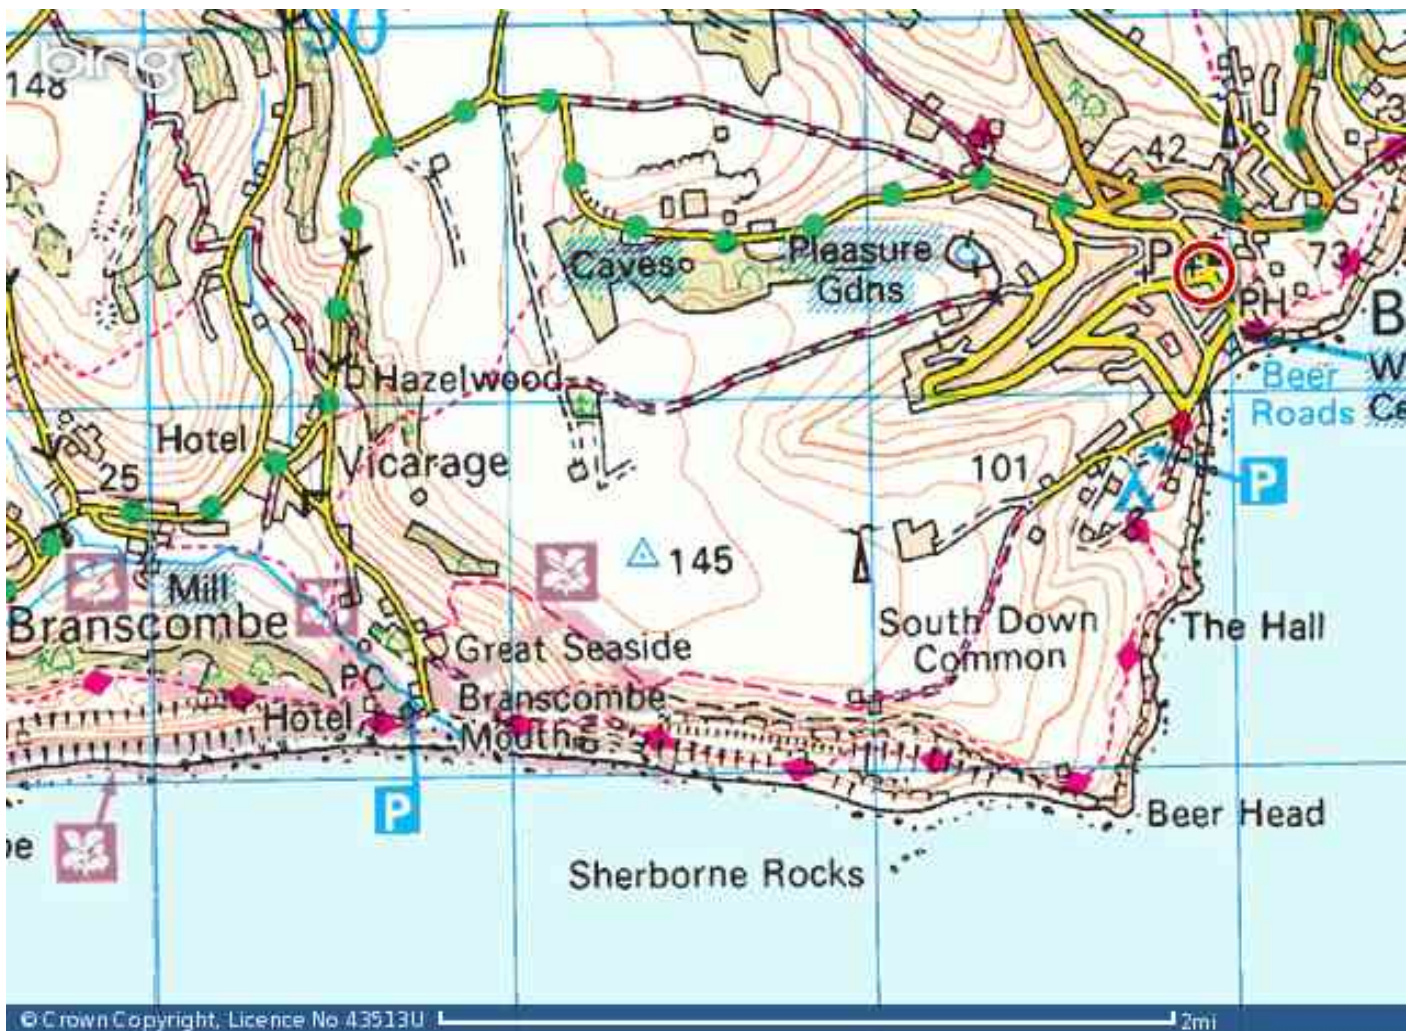 bing
148
42
P
73
Caves
Pleasure
Gdns
PH
B
Hazelwood
Beer
Roads
W
Ce
Hotel
Vicarage
25
101
P
145
Mill
Branscombe
South Down
Common
The Hall
Great Seaside
PC
Branscombe
Hotel
Mouth
P
Beer Head
Sherborne Rocks
© Crown Copyright, Licence No 43513U
2mi